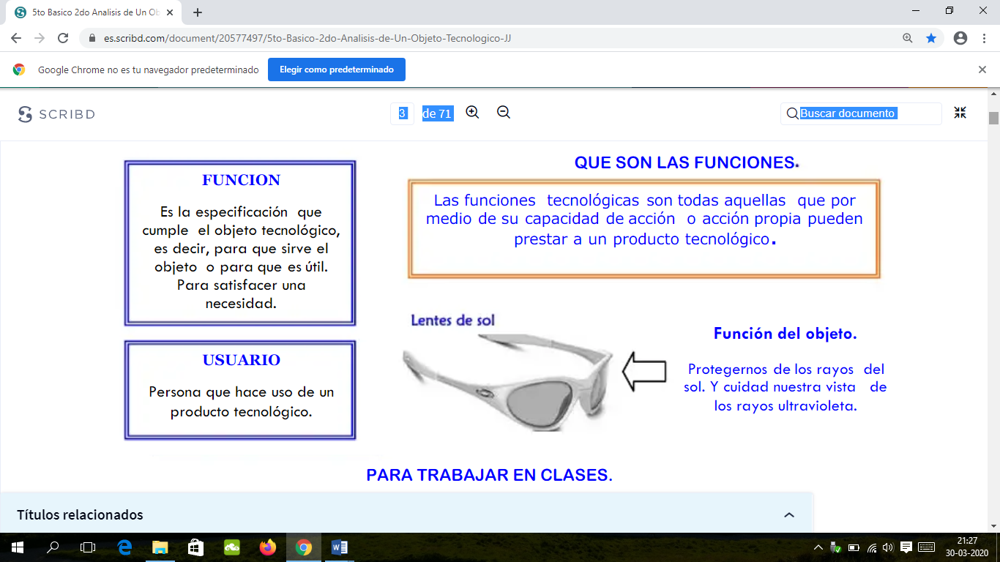 5to Basico 2do Analisis de Un Ob
es.scribd.com/document/20577497/5to-Basico-2do-Analisis-de-Un-Objeto-Tecnologico-JJ
Google Chrome no es tu navegador predeterminado
Elegir como predeterminado
SCRIBD
3 de 71
Buscar documento
FUNCION
Es la especificación que
cumple el objeto tecnológico,
es decir, para que sirve el
objeto o para que es útil.
Para satisfacer una
necesidad.
USUARIO
Persona que hace uso de un
producto tecnológico.
QUE SON LAS FUNCIONES.
Las funciones tecnológicas son todas aquellas que por
medio de su capacidad de acción o acción propia pueden
prestar a un producto tecnológico.
Lentes de sol
Función del objeto.
Protegernos de los rayos del
sol. Y cuidad nuestra vista de
los rayos ultravioleta.
PARA TRABAJAR EN CLASES.
Títulos relacionados
21:27
30-03-2020